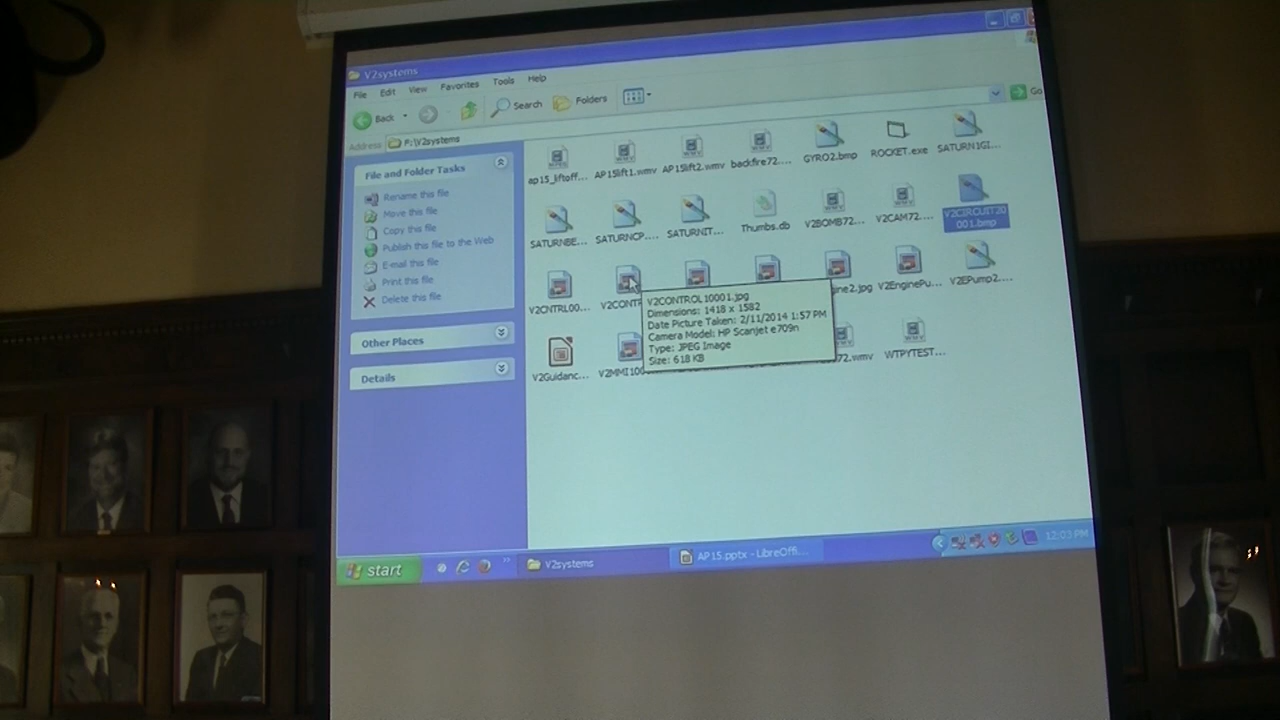 V2systems
File Edit View Favorites Tools Help
Back Search Folders
Address F:\V2systems Go
File and Folder Tasks
Rename this file
Move this file
Copy this file
Publish this file to the Web
E-mail this file
Print this file
Delete this file
Other Places
Details
ap15_liftoff... AP15lift1.wmv AP15lift2.wmv backfire72.... GYRO2.bmp ROCKET.exe SATURN1GI...
SATURNBE... SATURNCP.... SATURNIT... Thumbs.db V2BOMB72... V2CAM72.... V2CIRCUIT20
001.bmp
V2CNTRL00... V2CONT ine2.jpg V2EnginePu... V2EPump2....
V2CONTROL10001.jpg
Dimensions: 1418 x 1582
Date Picture Taken: 2/11/2014 1:57 PM
Camera Model: HP Scanjet e709n
Type: JPEG Image
Size: 618 KB
V2Guidanc... V2MMI100 72.wmv WTPYTEST...
start V2systems AP15.pptx - LibreOffi... 12:03 PM